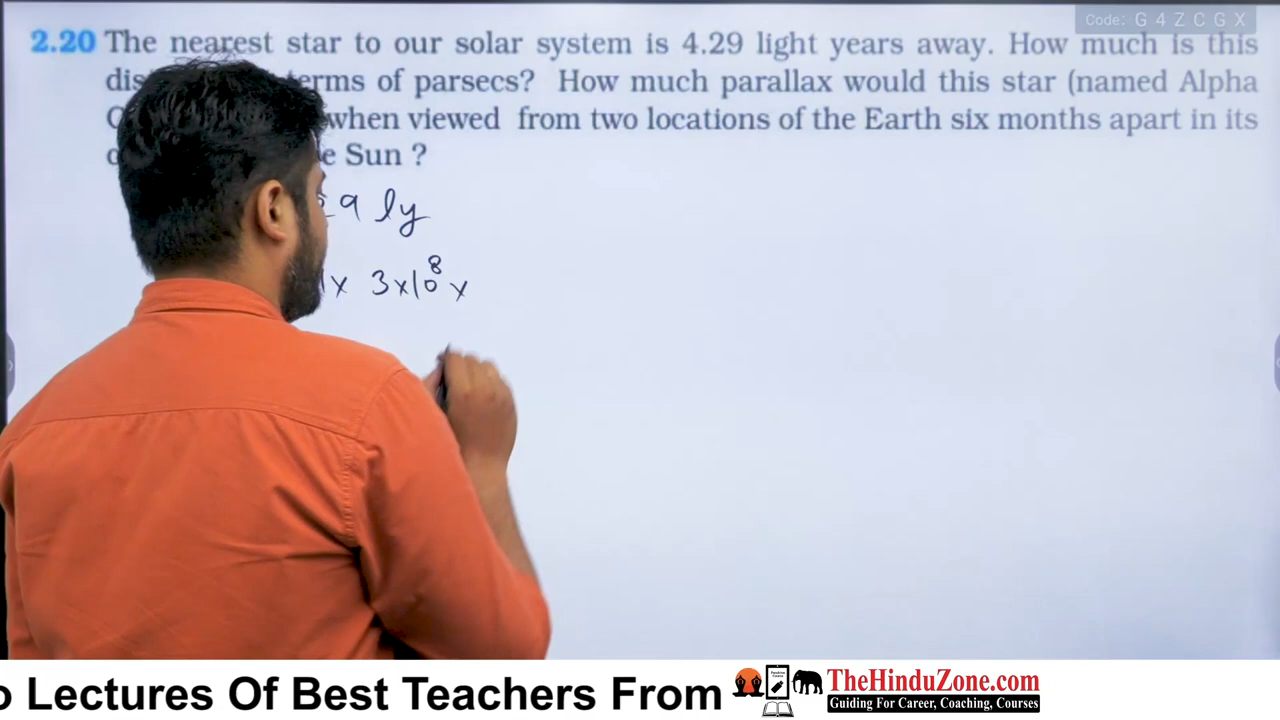 Code: G 4 Z C G X
2.20 The nearest star to our solar system is 4.29 light years away. How much is this
terms of parsecs? How much parallax would this star (named Alpha
when viewed from two locations of the Earth six months apart in its
Sun ?
9 ly
x 3x10⁸ x
Lectures Of Best Teachers From
TheHinduZone.com
Guiding For Career, Coaching, Courses